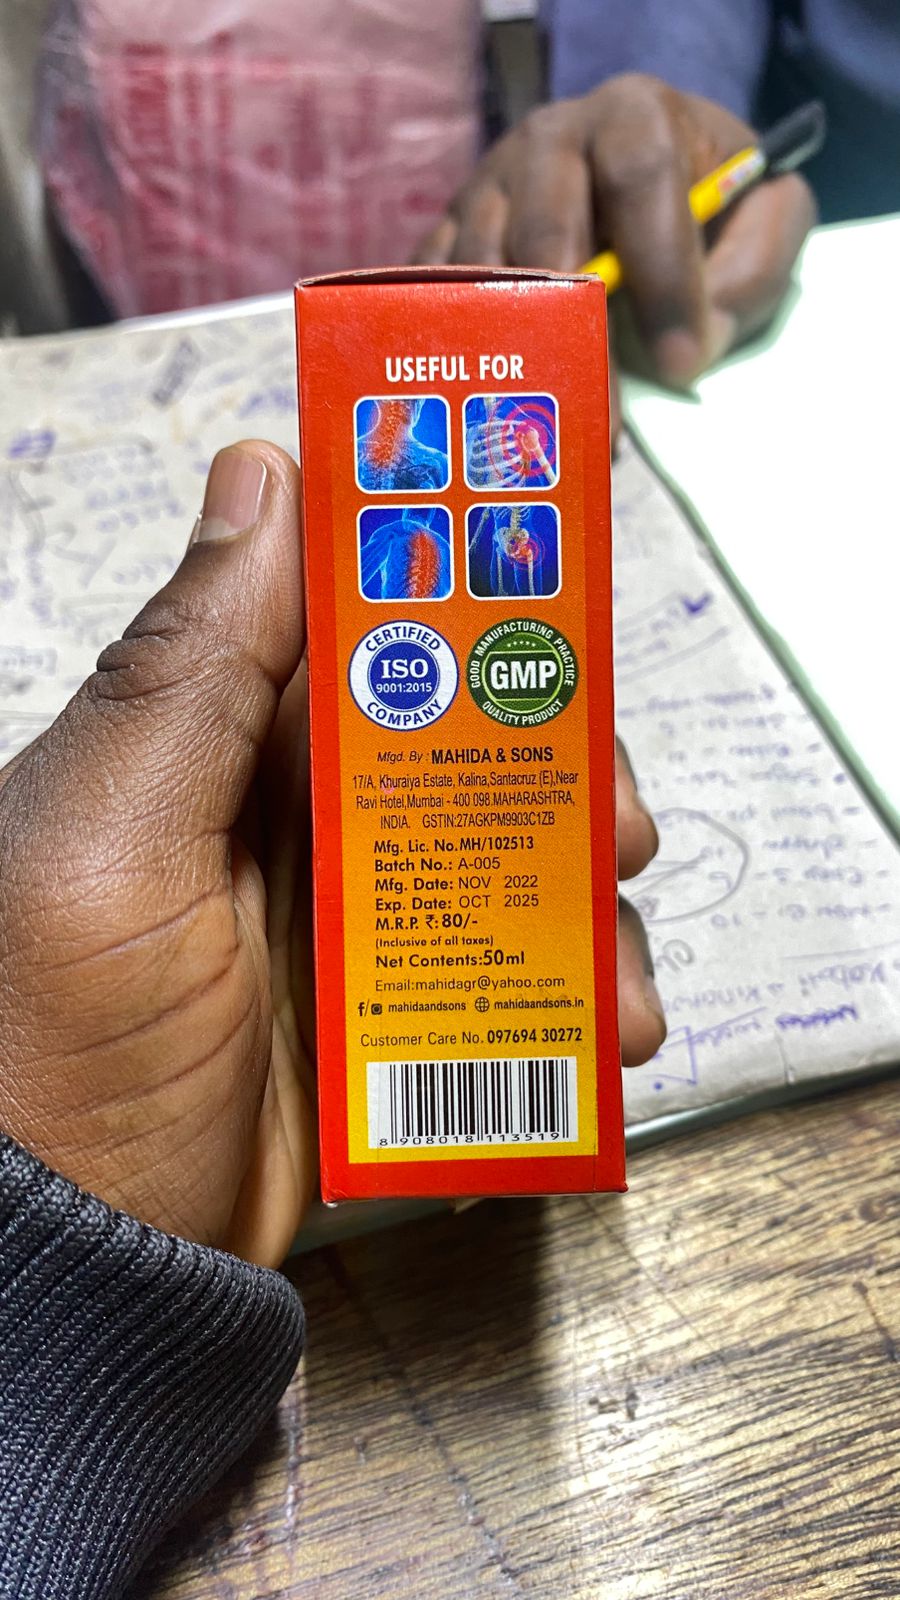 USEFUL FOR
CERTIFIED
ISO
9001:2015
COMPANY
GOOD MANUFACTURING PRACTICE
GMP
QUALITY PRODUCT
Mfgd. By : MAHIDA & SONS
17/A, Khuraiya Estate, Kalina,Santacruz (E),Near
Ravi Hotel,Mumbai - 400 098.MAHARASHTRA,
INDIA. GSTIN:27AGKPM9903C1ZB
Mfg. Lic. No.MH/102513
Batch No.: A-005
Mfg. Date: NOV 2022
Exp. Date: OCT 2025
M.R.P. ₹: 80/-
(Inclusive of all taxes)
Net Contents:50ml
Email:mahidagr@yahoo.com
mahidaandsons mahidaandsons.in
Customer Care No. 097694 30272
8 908018 113519